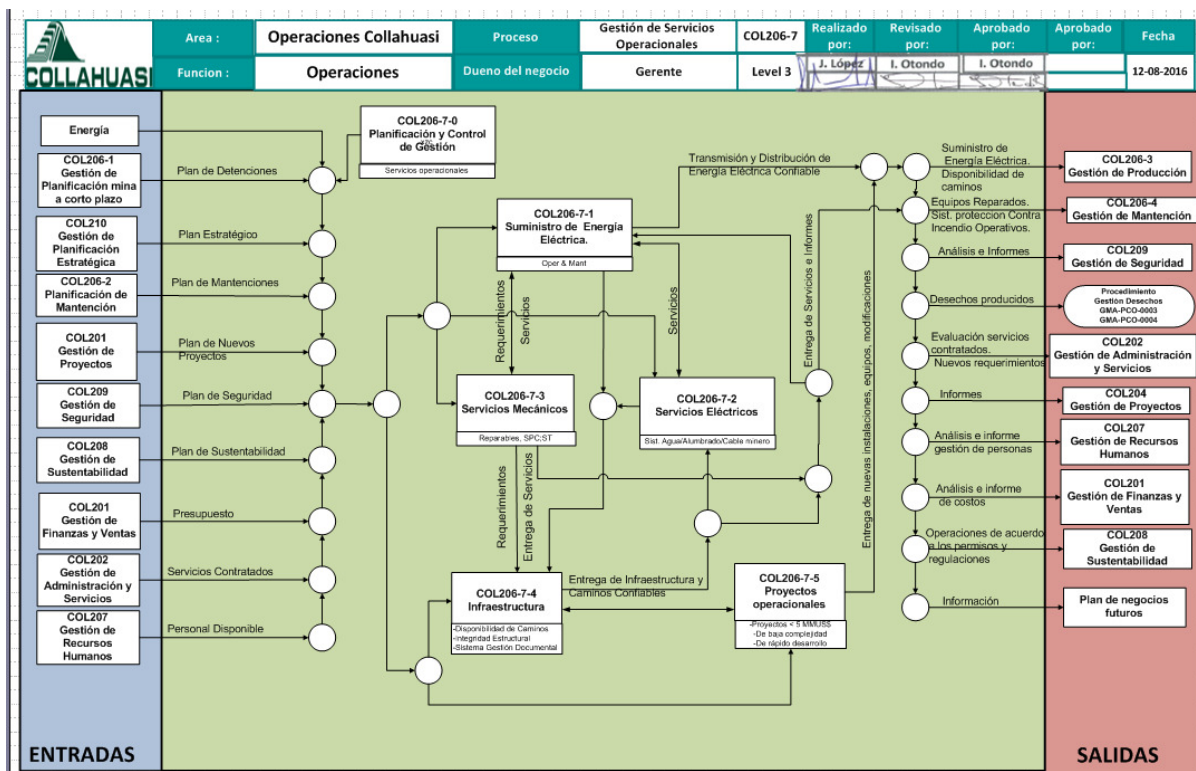 COLLAHUASI
Area :
Operaciones Collahuasi
Proceso
Gestión de Servicios
Operacionales
COL206-7
Realizado
por:
Revisado
por:
Aprobado
por:
Aprobado
por:
Fecha
Funcion :
Operaciones
Dueno del negocio
Gerente
Level 3
J. López
I. Otondo
I. Otondo
12-08-2016
Energía
COL206-1
Gestión de
Planificación mina
a corto plazo
COL210
Gestión de
Planificación
Estratégica
COL206-2
Planificación de
Mantención
COL201
Gestión de
Proyectos
COL209
Gestión de
Seguridad
COL208
Gestión de
Sustentabilidad
COL201
Gestión de
Finanzas y Ventas
COL202
Gestión de
Administración y
Servicios
COL207
Gestión de
Recursos
Humanos
ENTRADAS
Plan de Detenciones
Plan Estratégico
Plan de Mantenciones
Plan de Nuevos
Proyectos
Plan de Seguridad
Plan de Sustentabilidad
Presupuesto
Servicios Contratados
Personal Disponible
COL206-7-0
Planificación y Control
de Gestión
Servicios operacionales
COL206-7-1
Suministro de Energía
Eléctrica.
Oper & Mant
Transmisión y Distribución de
Energía Eléctrica Confiable
Requerimientos
Servicios
Servicios
COL206-7-3
Servicios Mecánicos
Reparables, SPC;ST
COL206-7-2
Servicios Eléctricos
Sist. Agua/Alumbrado/Cable minero
Requerimientos
Entrega de Servicios
Entrega de Servicios e Informes
Entrega de nuevas instalaciones, equipos, modificaciones
COL206-7-4
Infraestructura
-Disponibilidad de Caminos
-Integridad Estructural
-Sistema Gestión Documental
Entrega de Infraestructura y
Caminos Confiables
COL206-7-5
Proyectos
operacionales
-Proyectos < 5 MMUS$
-De baja complejidad
-De rápido desarrollo
Suministro de
Energía Eléctrica.
Disponibilidad de
caminos
Equipos Reparados.
Sist. proteccion Contra
Incendio Operativos.
Análisis e Informes
Desechos producidos
Evaluación servicios
contratados.
Nuevos requerimientos
Informes
Análisis e informe
gestión de personas
Análisis e informe
de costos
Operaciones de acuerdo
a los permisos y
regulaciones
Información
COL206-3
Gestión de Producción
COL206-4
Gestión de Mantención
COL209
Gestión de Seguridad
Procedimiento
Gestión Desechos
GMA-PCO-0003
GMA-PCO-0004
COL202
Gestión de Administración
y Servicios
COL204
Gestión de Proyectos
COL207
Gestión de Recursos
Humanos
COL201
Gestión de Finanzas y
Ventas
COL208
Gestión de
Sustentabilidad
Plan de negocios
futuros
SALIDAS